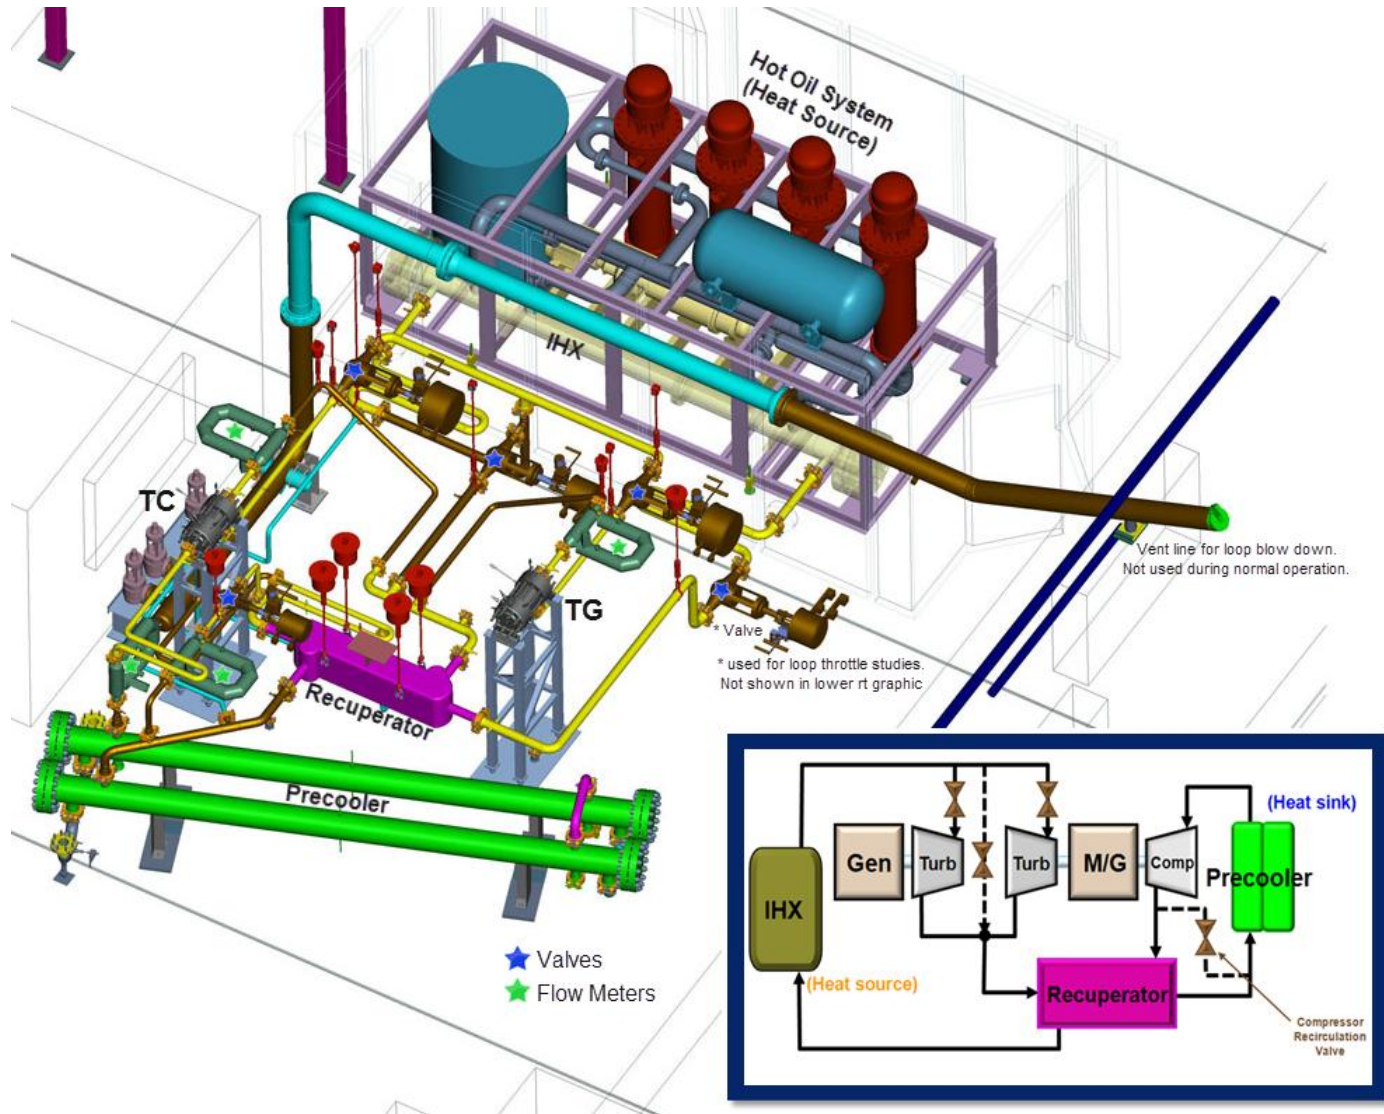 Hot Oil System
(Heat Source)
IHX
TC
TG
Vent line for loop blow down.
Not used during normal operation.
* Valve
* used for loop throttle studies.
Not shown in lower rt graphic
Recuperator
Precooler
Valves
Flow Meters
(Heat sink)
Gen
Turb
Turb
M/G
Comp
Precooler
IHX
(Heat source)
Recuperator
Compressor
Recirculation
Valve